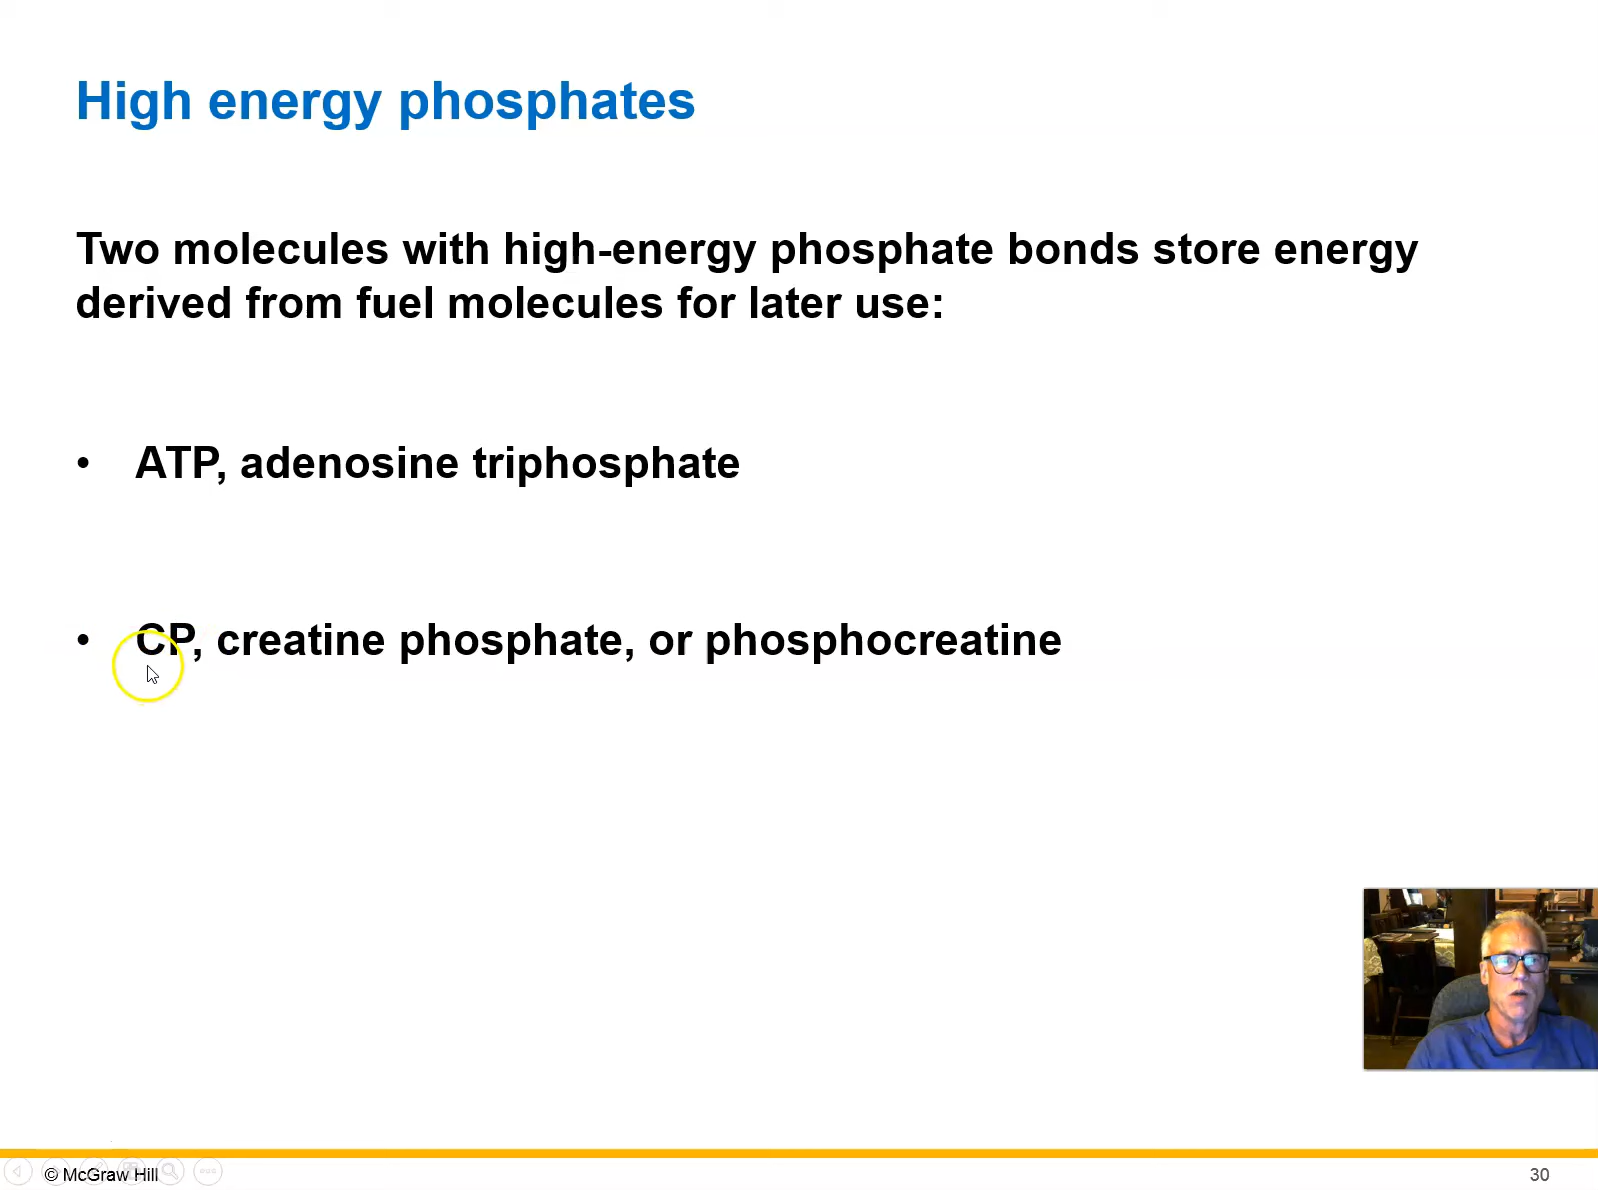 High energy phosphates
Two molecules with high-energy phosphate bonds store energy
derived from fuel molecules for later use:
• ATP, adenosine triphosphate
• CP, creatine phosphate, or phosphocreatine
© McGraw Hill
30